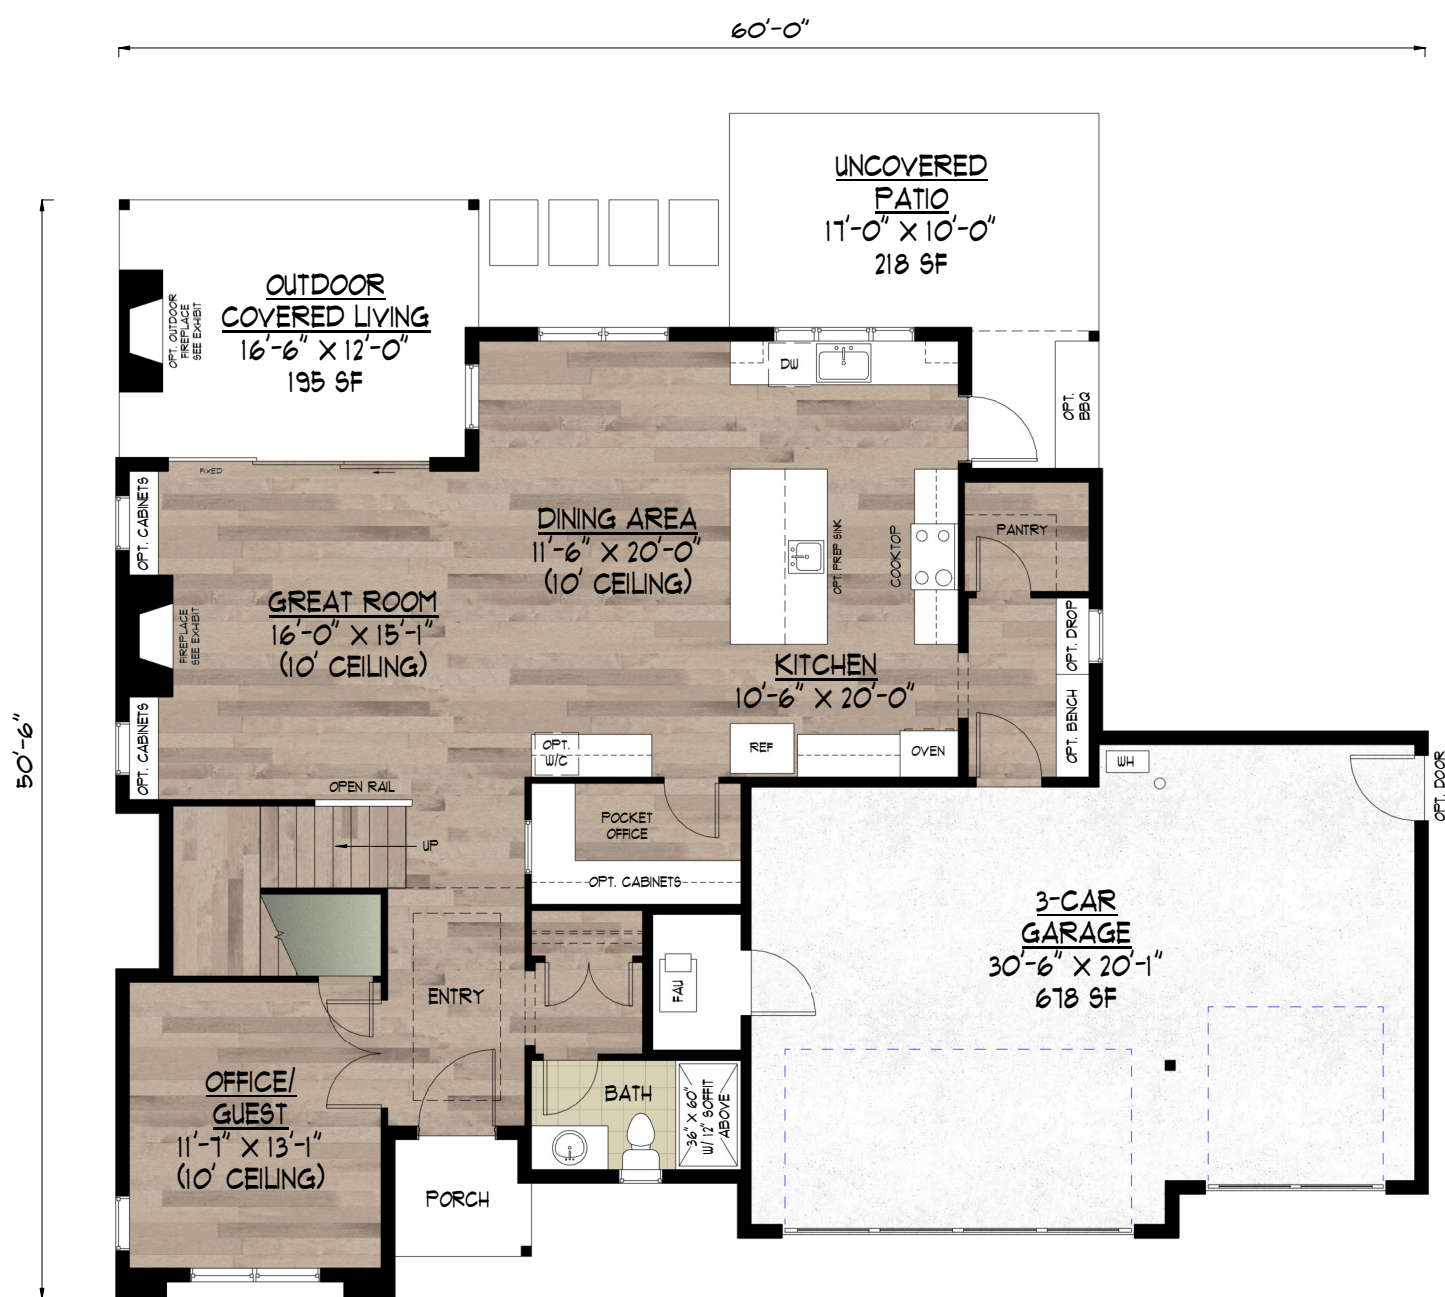 60'-0"
UNCOVERED
PATIO
17'-0" X 10'-0"
218 SF
OUTDOOR
COVERED LIVING
16'-6" X 12'-0"
195 SF
OPT. OUTDOOR
FIREPLACE
SEE EXHIBIT
DW
OPT.
BBQ
FIXED
OPT. CABINETS
DINING AREA
11'-6" X 20'-0"
(10' CEILING)
OPT. PREP SINK
COOKTOP
PANTRY
GREAT ROOM
16'-0" X 15'-1"
(10' CEILING)
FIREPLACE
SEE EXHIBIT
KITCHEN
10'-6" X 20'-0"
OPT. DROP
OPT. BENCH
50'-6"
OPT. CABINETS
OPT.
W/C
REF
OVEN
WH
OPT. DOOR
OPEN RAIL
UP
POCKET
OFFICE
OPT. CABINETS
3-CAR
GARAGE
30'-6" X 20'-1"
678 SF
FAU
ENTRY
OFFICE/
GUEST
11'-7" X 13'-1"
(10' CEILING)
BATH
36" X 60"
W/ 12" SOFFIT
ABOVE
PORCH